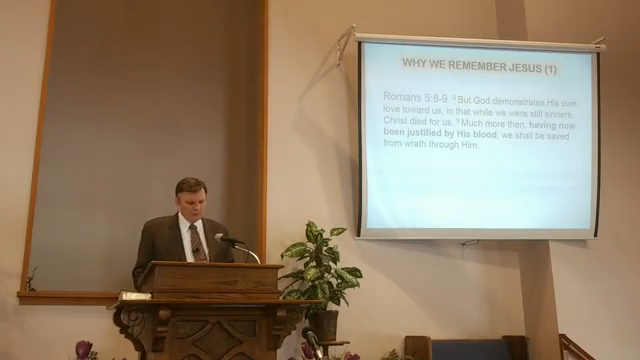 WHY WE REMEMBER JESUS (1)
Romans 5:8-9 ⁸ But God demonstrates His own
love toward us, in that while we were still sinners,
Christ died for us. ⁹ Much more then, having now
been justified by His blood, we shall be saved
from wrath through Him.